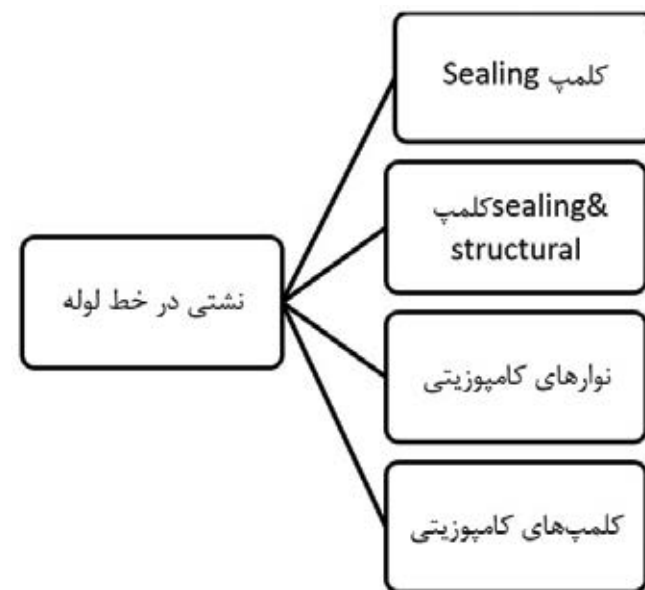 کلمپ Sealing
کلمپsealing&
structural
نشتی در خط لوله
نوارهای کامپوزیتی
کلمپ‌های کامپوزیتی